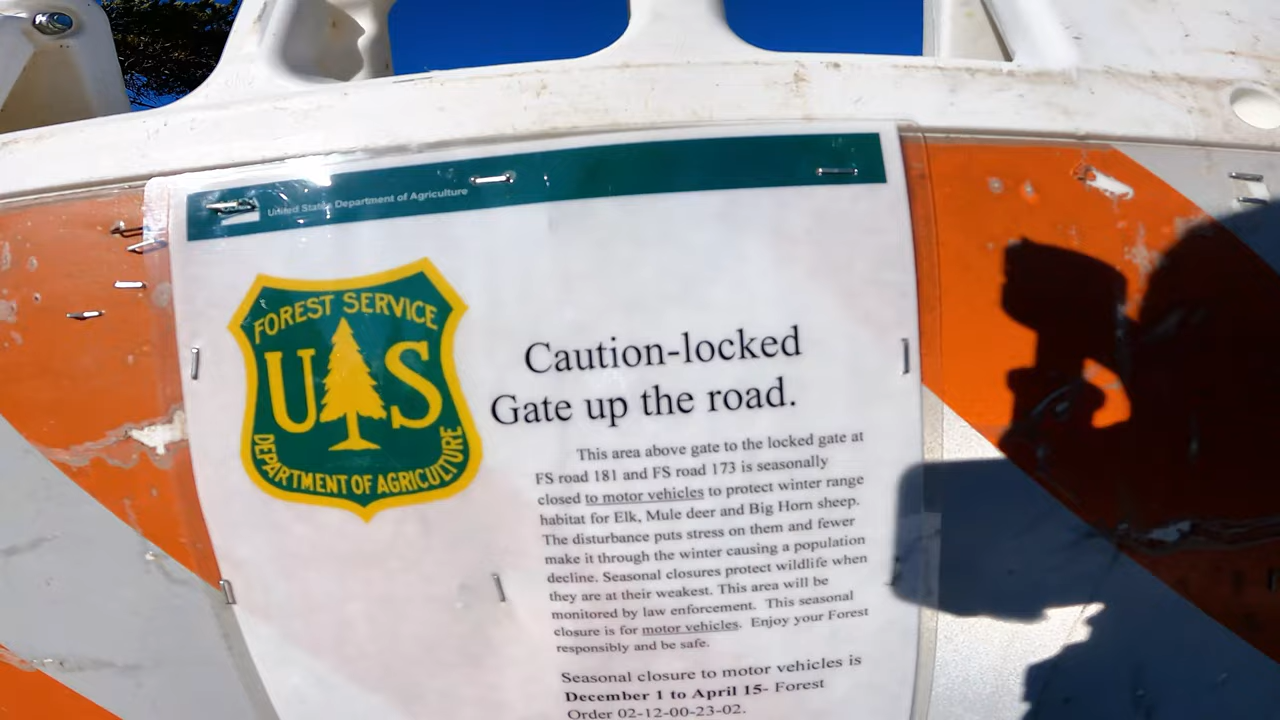 United States Department of Agriculture
FOREST SERVICE
US
DEPARTMENT OF AGRICULTURE
Caution-locked
Gate up the road.
This area above gate to the locked gate at
FS road 181 and FS road 173 is seasonally
closed to motor vehicles to protect winter range
habitat for Elk, Mule deer and Big Horn sheep.
The disturbance puts stress on them and fewer
make it through the winter causing a population
decline. Seasonal closures protect wildlife when
they are at their weakest. This area will be
monitored by law enforcement. This seasonal
closure is for motor vehicles. Enjoy your Forest
responsibly and be safe.
Seasonal closure to motor vehicles is
December 1 to April 15- Forest
Order 02-12-00-23-02.